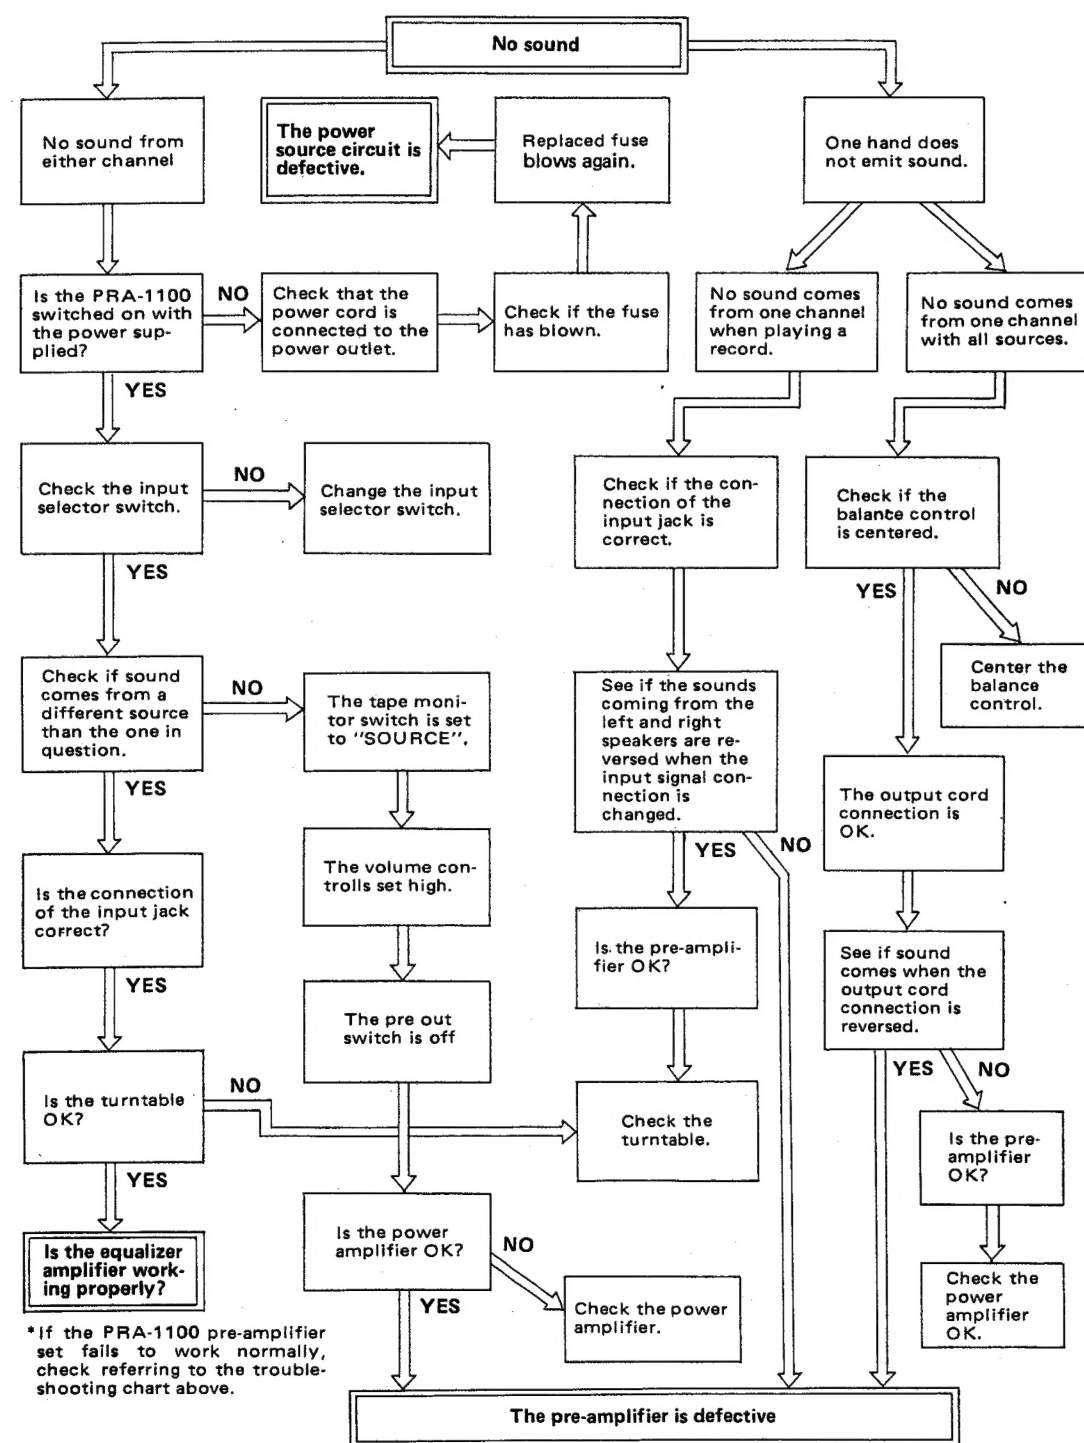 No sound
No sound from
either channel
The power
source circuit is
defective.
Replaced fuse
blows again.
One hand does
not emit sound.
Is the PRA-1100
switched on with
the power sup-
plied?
NO
Check that the
power cord is
connected to the
power outlet.
Check if the fuse
has blown.
No sound comes
from one channel
when playing a
record.
No sound comes
from one channel
with all sources.
YES
Check the input
selector switch.
NO
Change the input
selector switch.
Check if the con-
nection of the
input jack is
correct.
Check if the
balance control
is centered.
YES
YES
NO
Center the
balance
control.
Check if sound
comes from a
different source
than the one in
question.
NO
The tape moni-
tor switch is set
to "SOURCE".
See if the sounds
coming from the
left and right
speakers are re-
versed when the
input signal con-
nection is
changed.
YES
The output cord
connection is
OK.
YES
NO
Is the connection
of the input jack
correct?
The volume con-
trolls set high.
Is the pre-ampli-
fier OK?
See if sound
comes when the
output cord
connection is
reversed.
YES
The pre out
switch is off
YES
NO
Is the turntable
OK?
NO
Check the
turntable.
Is the pre-
amplifier
OK?
YES
Is the power
amplifier OK?
NO
Is the equalizer
amplifier work-
ing properly?
YES
Check the power
amplifier.
Check the
power
amplifier
OK.
*If the PRA-1100 pre-amplifier
set fails to work normally,
check referring to the trouble-
shooting chart above.
The pre-amplifier is defective